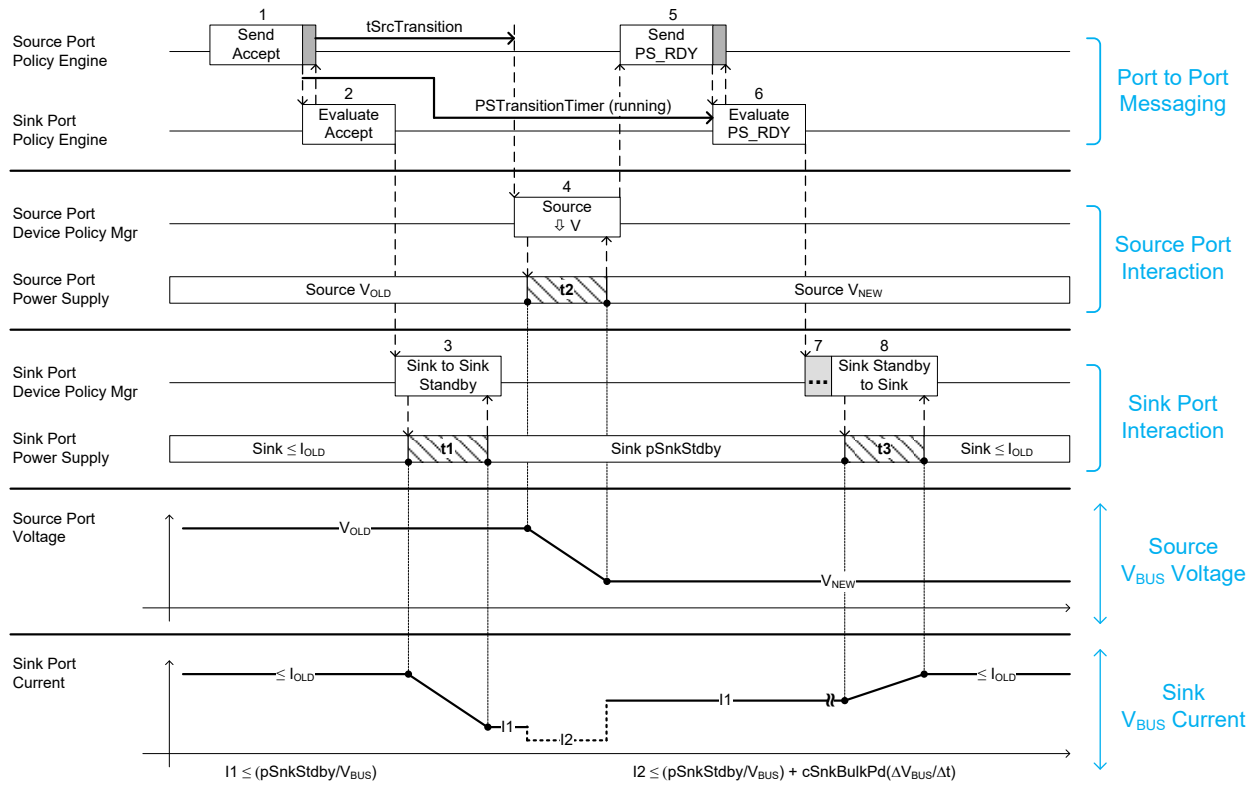 1
Send
Accept
tSrcTransition
5
Send
PS_RDY
Source Port
Policy Engine
2
Evaluate
Accept
PSTransitionTimer (running)
6
Evaluate
PS_RDY
Sink Port
Policy Engine
Port to Port
Messaging
4
Source
⇩ V
Source Port
Device Policy Mgr
Source Port
Power Supply
Source VOLD
t2
Source VNEW
Source Port
Interaction
3
Sink to Sink
Standby
7
...
8
Sink Standby
to Sink
Sink Port
Device Policy Mgr
Sink Port
Power Supply
Sink ≤ IOLD
t1
Sink pSnkStdby
t3
Sink ≤ IOLD
Sink Port
Interaction
Source Port
Voltage
VOLD
VNEW
Source
VBUS Voltage
Sink Port
Current
≤ IOLD
I1
I2
I1
≤ IOLD
Sink
VBUS Current
I1 ≤ (pSnkStdby/VBUS)
I2 ≤ (pSnkStdby/VBUS) + cSnkBulkPd(ΔVBUS/Δt)